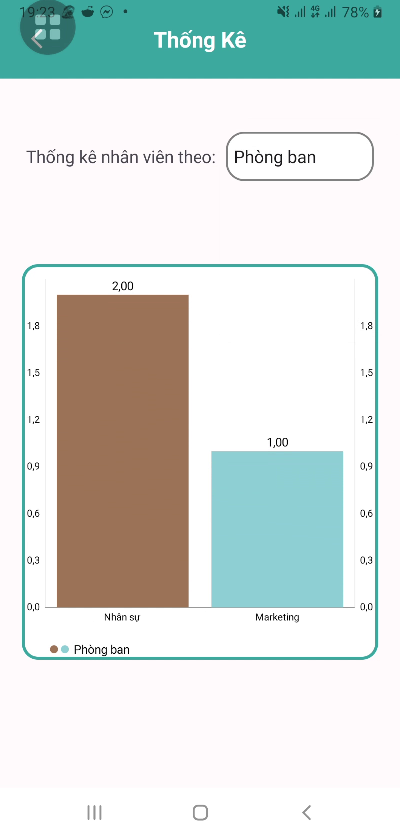 19:23 4G 78%
Thống Kê
Thống kê nhân viên theo: Phòng ban
2,00
1,8 1,8
1,5 1,5
1,2 1,2
1,00
0,9 0,9
0,6 0,6
0,3 0,3
0,0 0,0
Nhân sự Marketing
Phòng ban